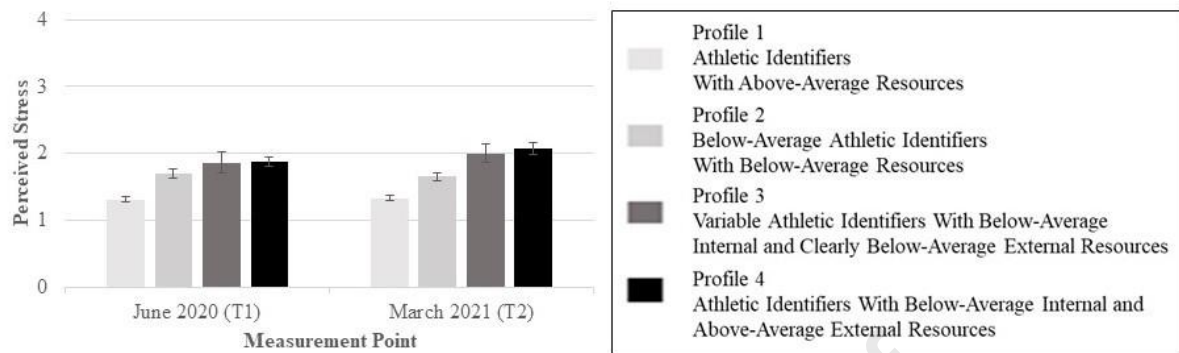 4
3
2
1
0
Perceived Stress
June 2020 (T1)
March 2021 (T2)
Measurement Point
Profile 1
Athletic Identifiers
With Above-Average Resources
Profile 2
Below-Average Athletic Identifiers
With Below-Average Resources
Profile 3
Variable Athletic Identifiers With Below-Average
Internal and Clearly Below-Average External Resources
Profile 4
Athletic Identifiers With Below-Average Internal and
Above-Average External Resources